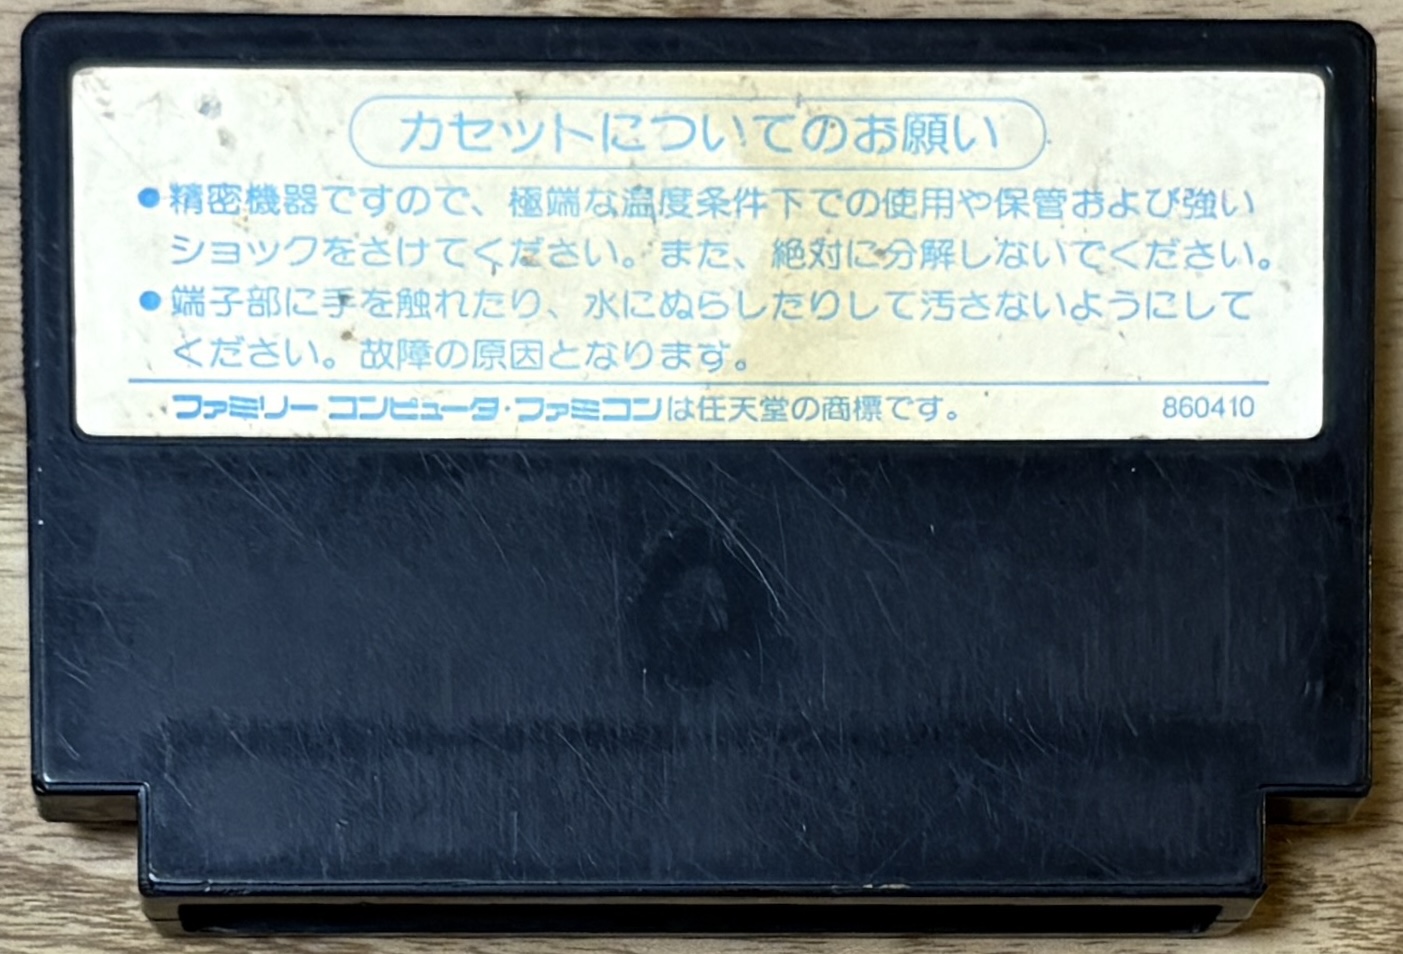 カセットについてのお願い
●精密機器ですので、極端な温度条件下での使用や保管および強い
ショックをさけてください。また、絶対に分解しないでください。
●端子部に手を触れたり、水にぬらしたりして汚さないようにして
ください。故障の原因となります。
ファミリー コンピュータ・ファミコンは任天堂の商標です。 860410